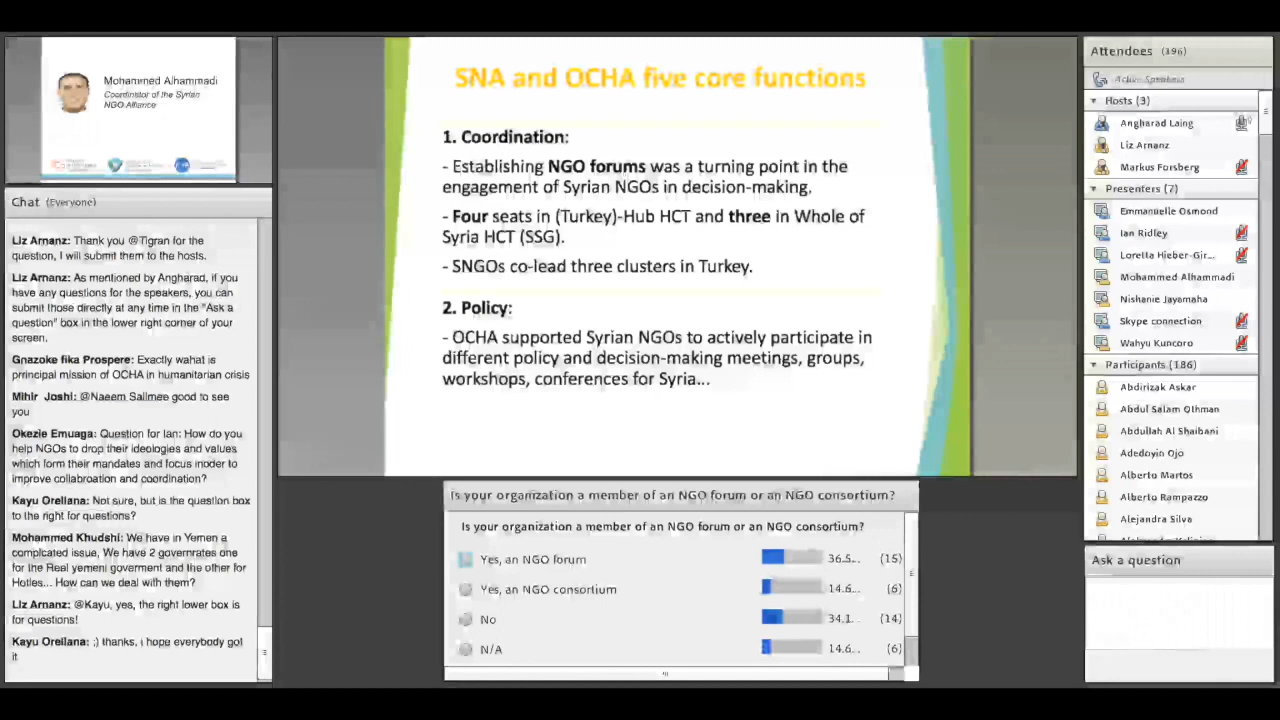 Mohammed Alhammadi
Coordinator of the Syrian
NGO Alliance
Chat (Everyone)
Liz Arnanz: Thank you @Tigran for the
question, I will submit them to the hosts.
Liz Arnanz: As mentioned by Angharad, if you
have any questions for the speakers, you can
submit those directly at any time in the "Ask a
question" box in the lower right corner of your
screen.
Gnazoke fika Prospere: Exactly wahat is
principal mission of OCHA in humanitarian crisis
Mihir Joshi: @Naeem Salimee good to see
you
Okezie Emuaga: Question for Ian: How do you
help NGOs to drop their ideologies and values
which form their mandates and focus inoder to
improve collabroation and coordination?
Kayu Orellana: Not sure, but is the question box
to the right for questions?
Mohammed Khudshi: We have in Yemen a
complcated issue, We have 2 governrates one
for the Real yemeni goverment and the other for
Hoties... How can we deal with them?
Liz Arnanz: @Kayu, yes, the right lower box is
for questions!
Kayu Orellana: ;) thanks, i hope everybody got
it
SNA and OCHA five core functions
1. Coordination:
- Establishing NGO forums was a turning point in the
engagement of Syrian NGOs in decision-making.
- Four seats in (Turkey)-Hub HCT and three in Whole of
Syria HCT (SSG).
- SNGOs co-lead three clusters in Turkey.
2. Policy:
- OCHA supported Syrian NGOs to actively participate in
different policy and decision-making meetings, groups,
workshops, conferences for Syria...
Is your organization a member of an NGO forum or an NGO consortium?
Is your organization a member of an NGO forum or an NGO consortium?
Yes, an NGO forum 36.5... (15)
Yes, an NGO consortium 14.6... (6)
No 34.1... (14)
N/A 14.6... (6)
Attendees (196)
Active Speakers
Hosts (3)
Angharad Laing
Liz Arnanz
Markus Forsberg
Presenters (7)
Emmanuelle Osmond
Ian Ridley
Loretta Hieber-Gir...
Mohammed Alhammadi
Nishanie Jayamaha
Skype connection
Wahyu Kuncoro
Participants (186)
Abdirizak Askar
Abdul Salam Othman
Abdullah Al Shaibani
Adedoyin Ojo
Alberto Martos
Alberto Rampazzo
Alejandra Silva
Ask a question